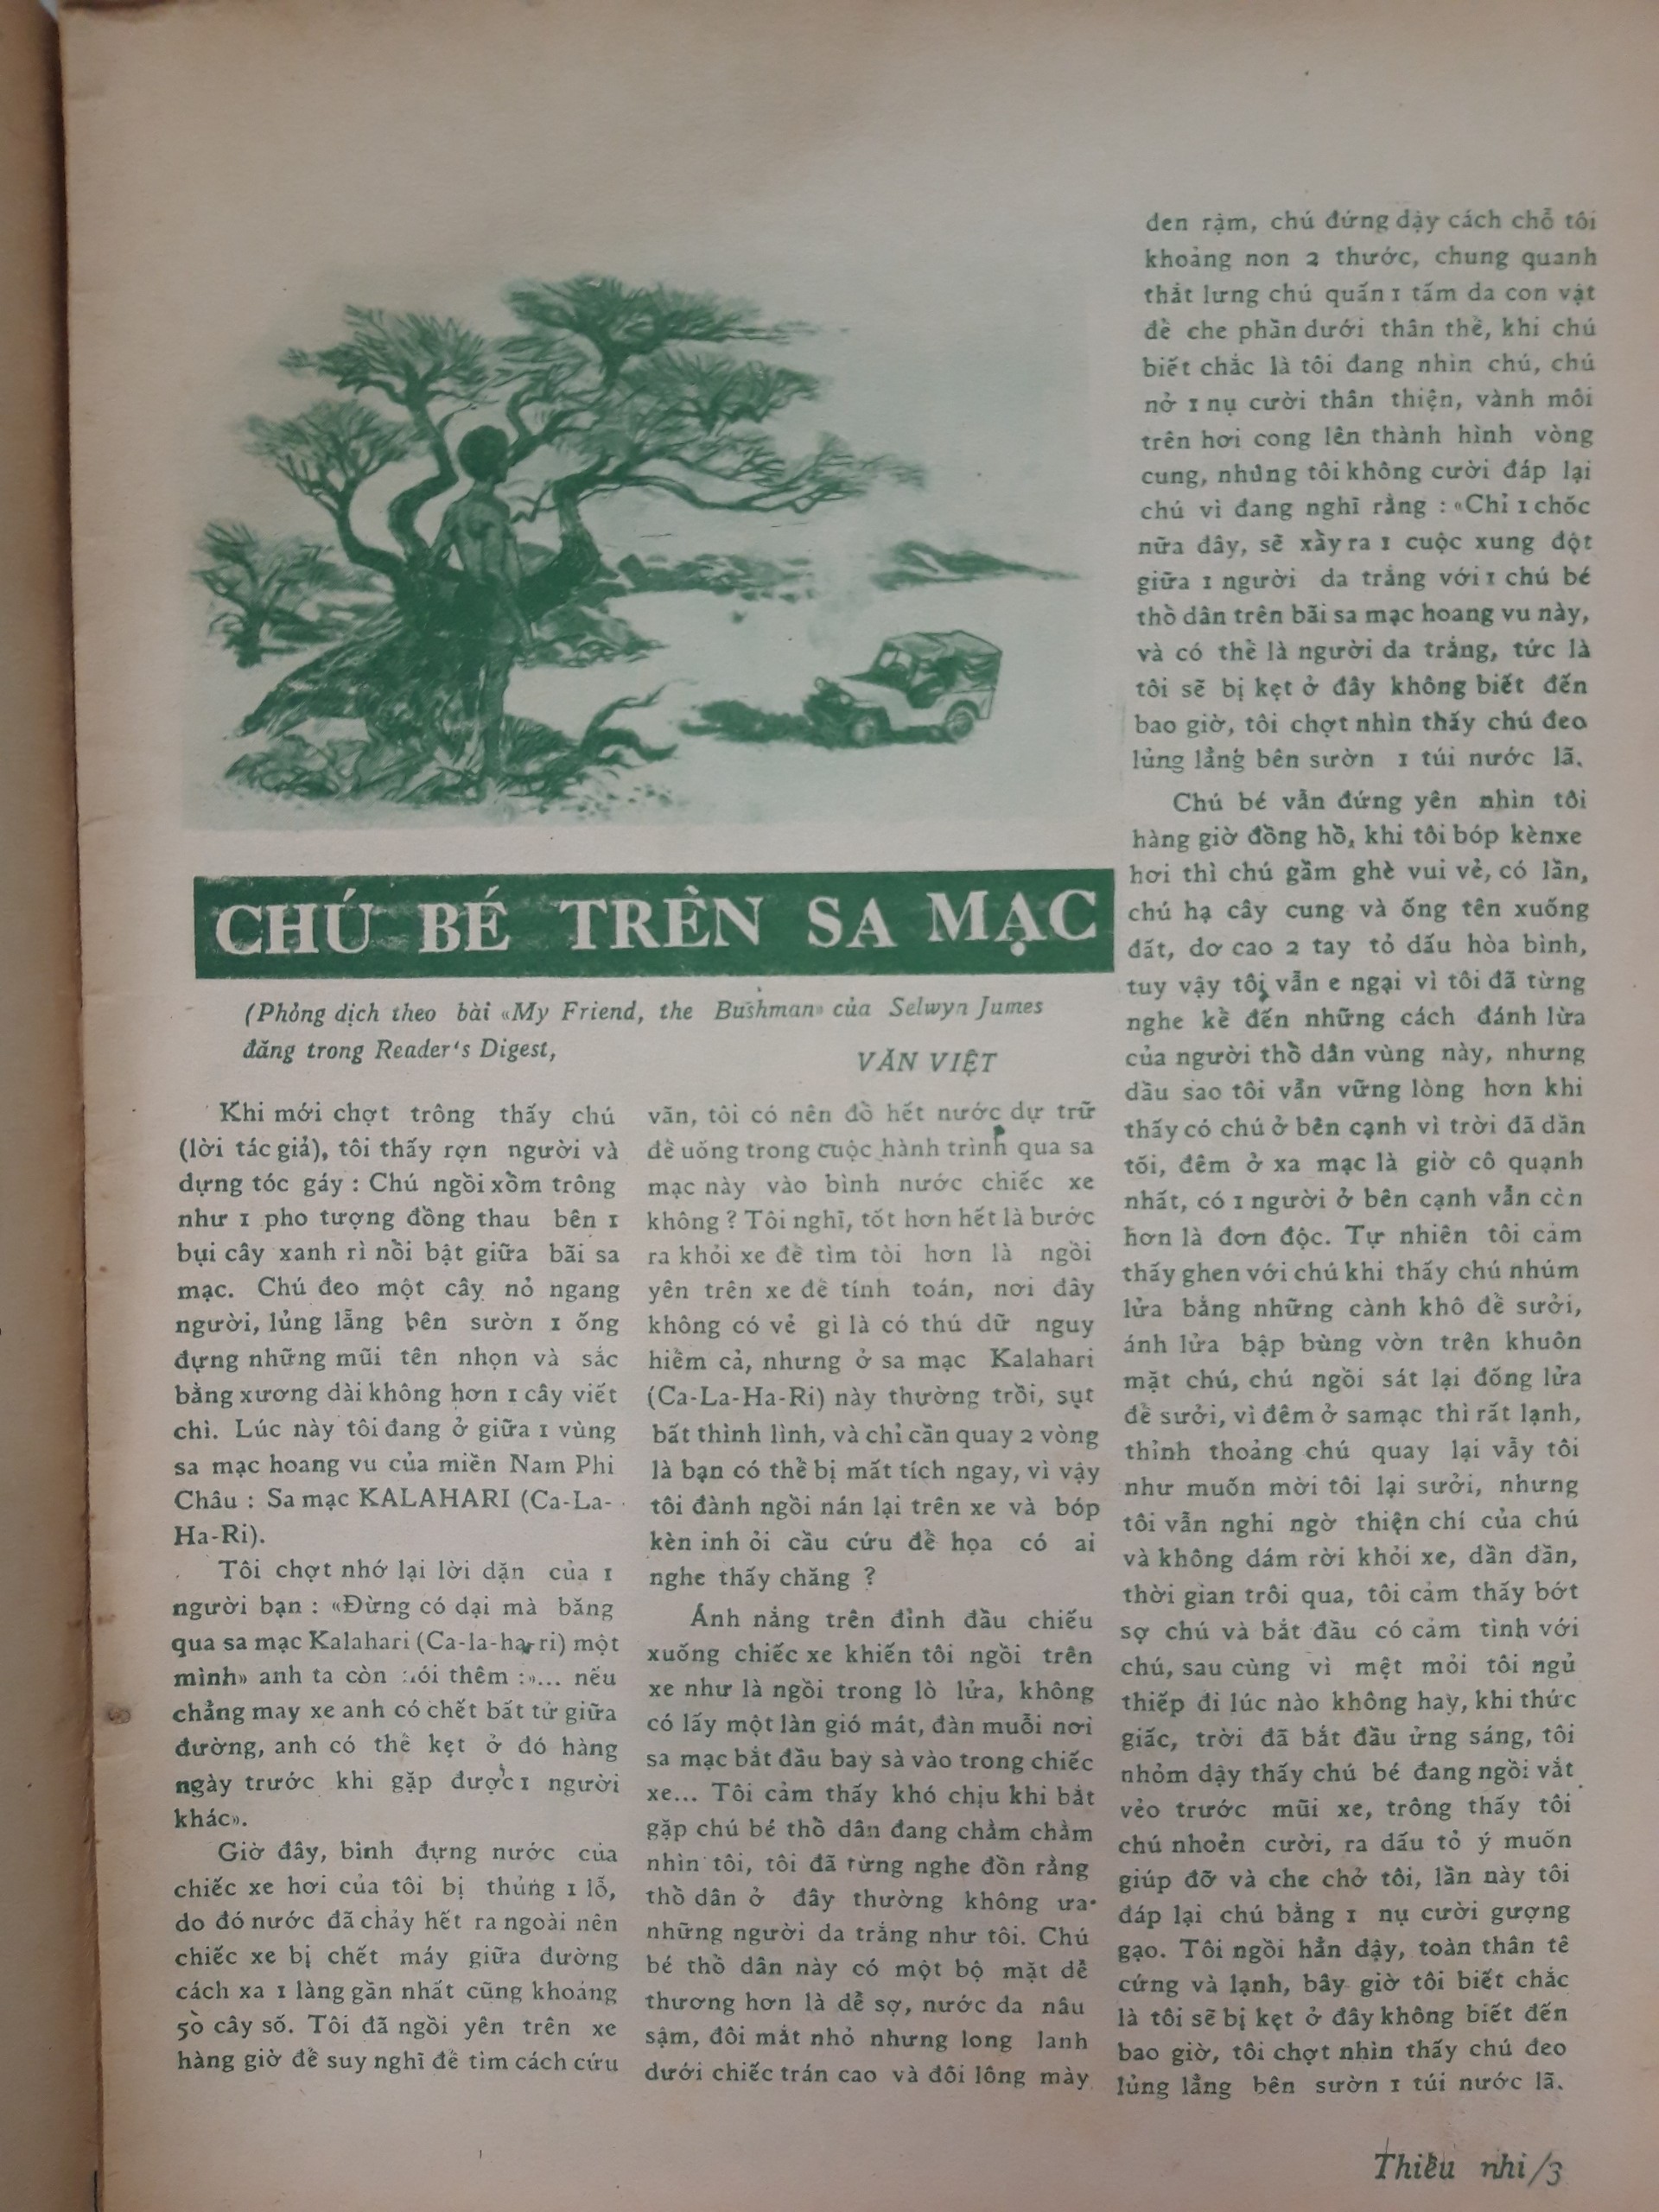 CHÚ BÉ TRÊN SA MẠC
(Phỏng dịch theo bài «My Friend, the Bushman» của Selwyn Jumes
đăng trong Reader's Digest,
VĂN VIỆT
Khi mới chợt trông thấy chú
(lời tác giả), tôi thấy rợn người và
dựng tóc gáy : Chú ngồi xổm trông
như 1 pho tượng đồng thau bên 1
bụi cây xanh rì nổi bật giữa bãi sa
mạc. Chú đeo một cây nỏ ngang
người, lủng lẳng bên sườn 1 ống
đựng những mũi tên nhọn và sắc
bằng xương dài không hơn 1 cây viết
chì. Lúc này tôi đang ở giữa 1 vùng
sa mạc hoang vu của miền Nam Phi
Châu : Sa mạc KALAHARI (Ca-La-
Ha-Ri).
Tôi chợt nhớ lại lời dặn của 1
người bạn : «Đừng có dại mà băng
qua sa mạc Kalahari (Ca-la-ha-ri) một
mình» anh ta còn nói thêm :»... nếu
chẳng may xe anh có chết bất tử giữa
đường, anh có thể kẹt ở đó hàng
ngày trước khi gặp được 1 người
khác».
Giờ đây, bình đựng nước của
chiếc xe hơi của tôi bị thủng 1 lỗ,
do đó nước đã chảy hết ra ngoài nên
chiếc xe bị chết máy giữa đường
cách xa 1 làng gần nhất cũng khoảng
50 cây số. Tôi đã ngồi yên trên xe
hàng giờ để suy nghĩ để tìm cách cứu
vãn, tôi có nên đổ hết nước dự trữ
để uống trong cuộc hành trình qua sa
mạc này vào bình nước chiếc xe
không ? Tôi nghĩ, tốt hơn hết là bước
ra khỏi xe để tìm tòi hơn là ngồi
yên trên xe để tính toán, nơi đây
không có vẻ gì là có thú dữ nguy
hiểm cả, nhưng ở sa mạc Kalahari
(Ca-La-Ha-Ri) này thường trồi, sụt
bất thình lình, và chỉ cần quay 2 vòng
là bạn có thể bị mất tích ngay, vì vậy
tôi đành ngồi nán lại trên xe và bóp
kèn inh ỏi cầu cứu để họa có ai
nghe thấy chăng ?
Ánh nắng trên đỉnh đầu chiếu
xuống chiếc xe khiến tôi ngồi trên
xe như là ngồi trong lò lửa, không
có lấy một làn gió mát, đàn muỗi nơi
sa mạc bắt đầu bay sà vào trong chiếc
xe... Tôi cảm thấy khó chịu khi bắt
gặp chú bé thổ dân đang chằm chằm
nhìn tôi, tôi đã từng nghe đồn rằng
thổ dân ở đây thường không ưa
những người da trắng như tôi. Chú
bé thổ dân này có một bộ mặt dễ
thương hơn là dễ sợ, nước da nâu
sậm, đôi mắt nhỏ nhưng long lanh
dưới chiếc trán cao và đôi lông mày
đen rậm, chú đứng dậy cách chỗ tôi
khoảng non 2 thước, chung quanh
thắt lưng chú quấn 1 tấm da con vật
để che phần dưới thân thể, khi chú
biết chắc là tôi đang nhìn chú, chú
nở 1 nụ cười thân thiện, vành môi
trên hơi cong lên thành hình vòng
cung, nhưng tôi không cười đáp lại
chú vì đang nghĩ rằng : «Chỉ 1 chốc
nữa đây, sẽ xẩy ra 1 cuộc xung đột
giữa 1 người da trắng với 1 chú bé
thổ dân trên bãi sa mạc hoang vu này,
và có thể là người da trắng, tức là
tôi sẽ bị kẹt ở đây không biết đến
bao giờ, tôi chợt nhìn thấy chú đeo
lủng lẳng bên sườn 1 túi nước lã.
Chú bé vẫn đứng yên nhìn tôi
hàng giờ đồng hồ, khi tôi bóp kèn xe
hơi thì chú gầm ghè vui vẻ, có lần,
chú hạ cây cung và ống tên xuống
đất, dơ cao 2 tay tỏ dấu hòa bình,
tuy vậy tôi vẫn e ngại vì tôi đã từng
nghe kể đến những cách đánh lừa
của người thổ dân vùng này, nhưng
dầu sao tôi vẫn vững lòng hơn khi
thấy có chú ở bên cạnh vì trời đã dần
tối, đêm ở xa mạc là giờ cô quạnh
nhất, có 1 người ở bên cạnh vẫn còn
hơn là đơn độc. Tự nhiên tôi cảm
thấy ghen với chú khi thấy chú nhúm
lửa bằng những cành khô để sưởi,
ánh lửa bập bùng vờn trên khuôn
mặt chú, chú ngồi sát lại đống lửa
để sưởi, vì đêm ở sa mạc thì rất lạnh,
thỉnh thoảng chú quay lại vẫy tôi
như muốn mời tôi lại sưởi, nhưng
tôi vẫn nghi ngờ thiện chí của chú
và không dám rời khỏi xe, dần dần,
thời gian trôi qua, tôi cảm thấy bớt
sợ chú và bắt đầu có cảm tình với
chú, sau cùng vì mệt mỏi tôi ngủ
thiếp đi lúc nào không hay, khi thức
giấc, trời đã bắt đầu ửng sáng, tôi
nhỏm dậy thấy chú bé đang ngồi vắt
vẻo trước mũi xe, trông thấy tôi
chú nhoẻn cười, ra dấu tỏ ý muốn
giúp đỡ và che chở tôi, lần này tôi
đáp lại chú bằng 1 nụ cười gượng
gạo. Tôi ngồi hẳn dậy, toàn thân tê
cứng và lạnh, bây giờ tôi biết chắc
là tôi sẽ bị kẹt ở đây không biết đến
bao giờ, tôi chợt nhìn thấy chú đeo
lủng lẳng bên sườn 1 túi nước lã.
Thiếu nhi/3